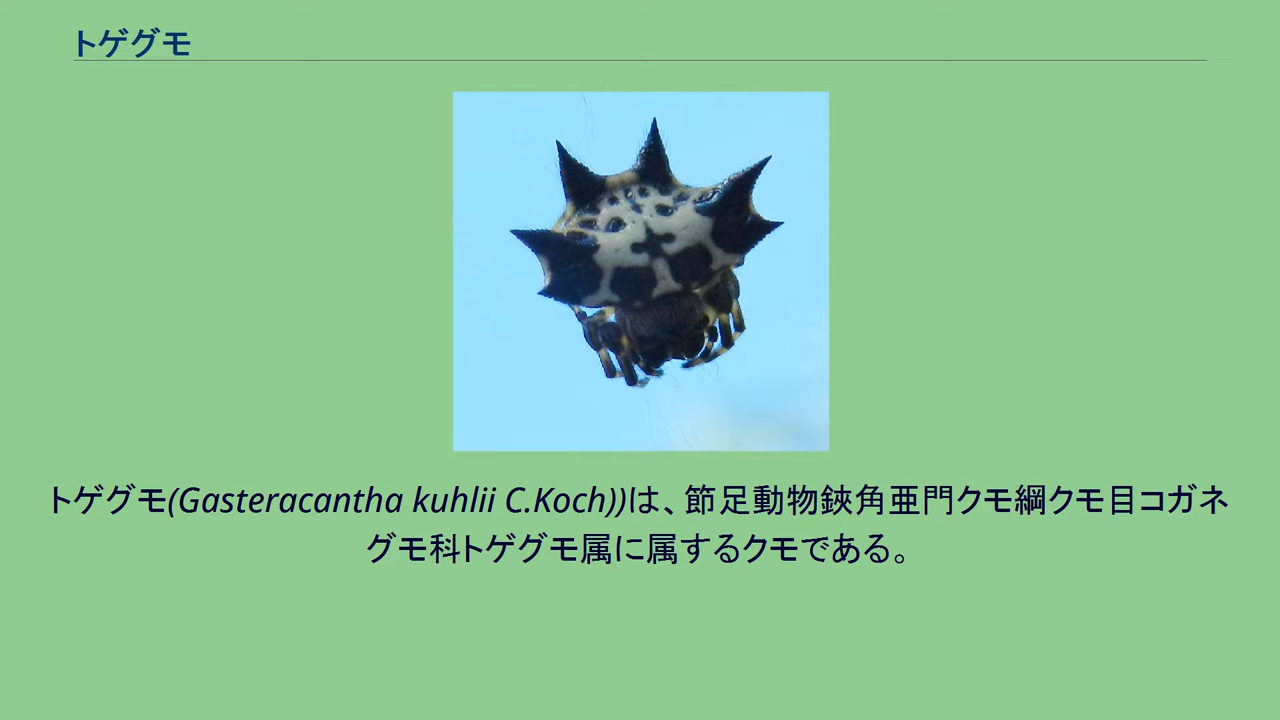 トゲグモ
トゲグモ(Gasteracantha kuhlii C.Koch))は、節足動物鋏角亜門クモ綱クモ目コガネ
グモ科トゲグモ属に属するクモである。